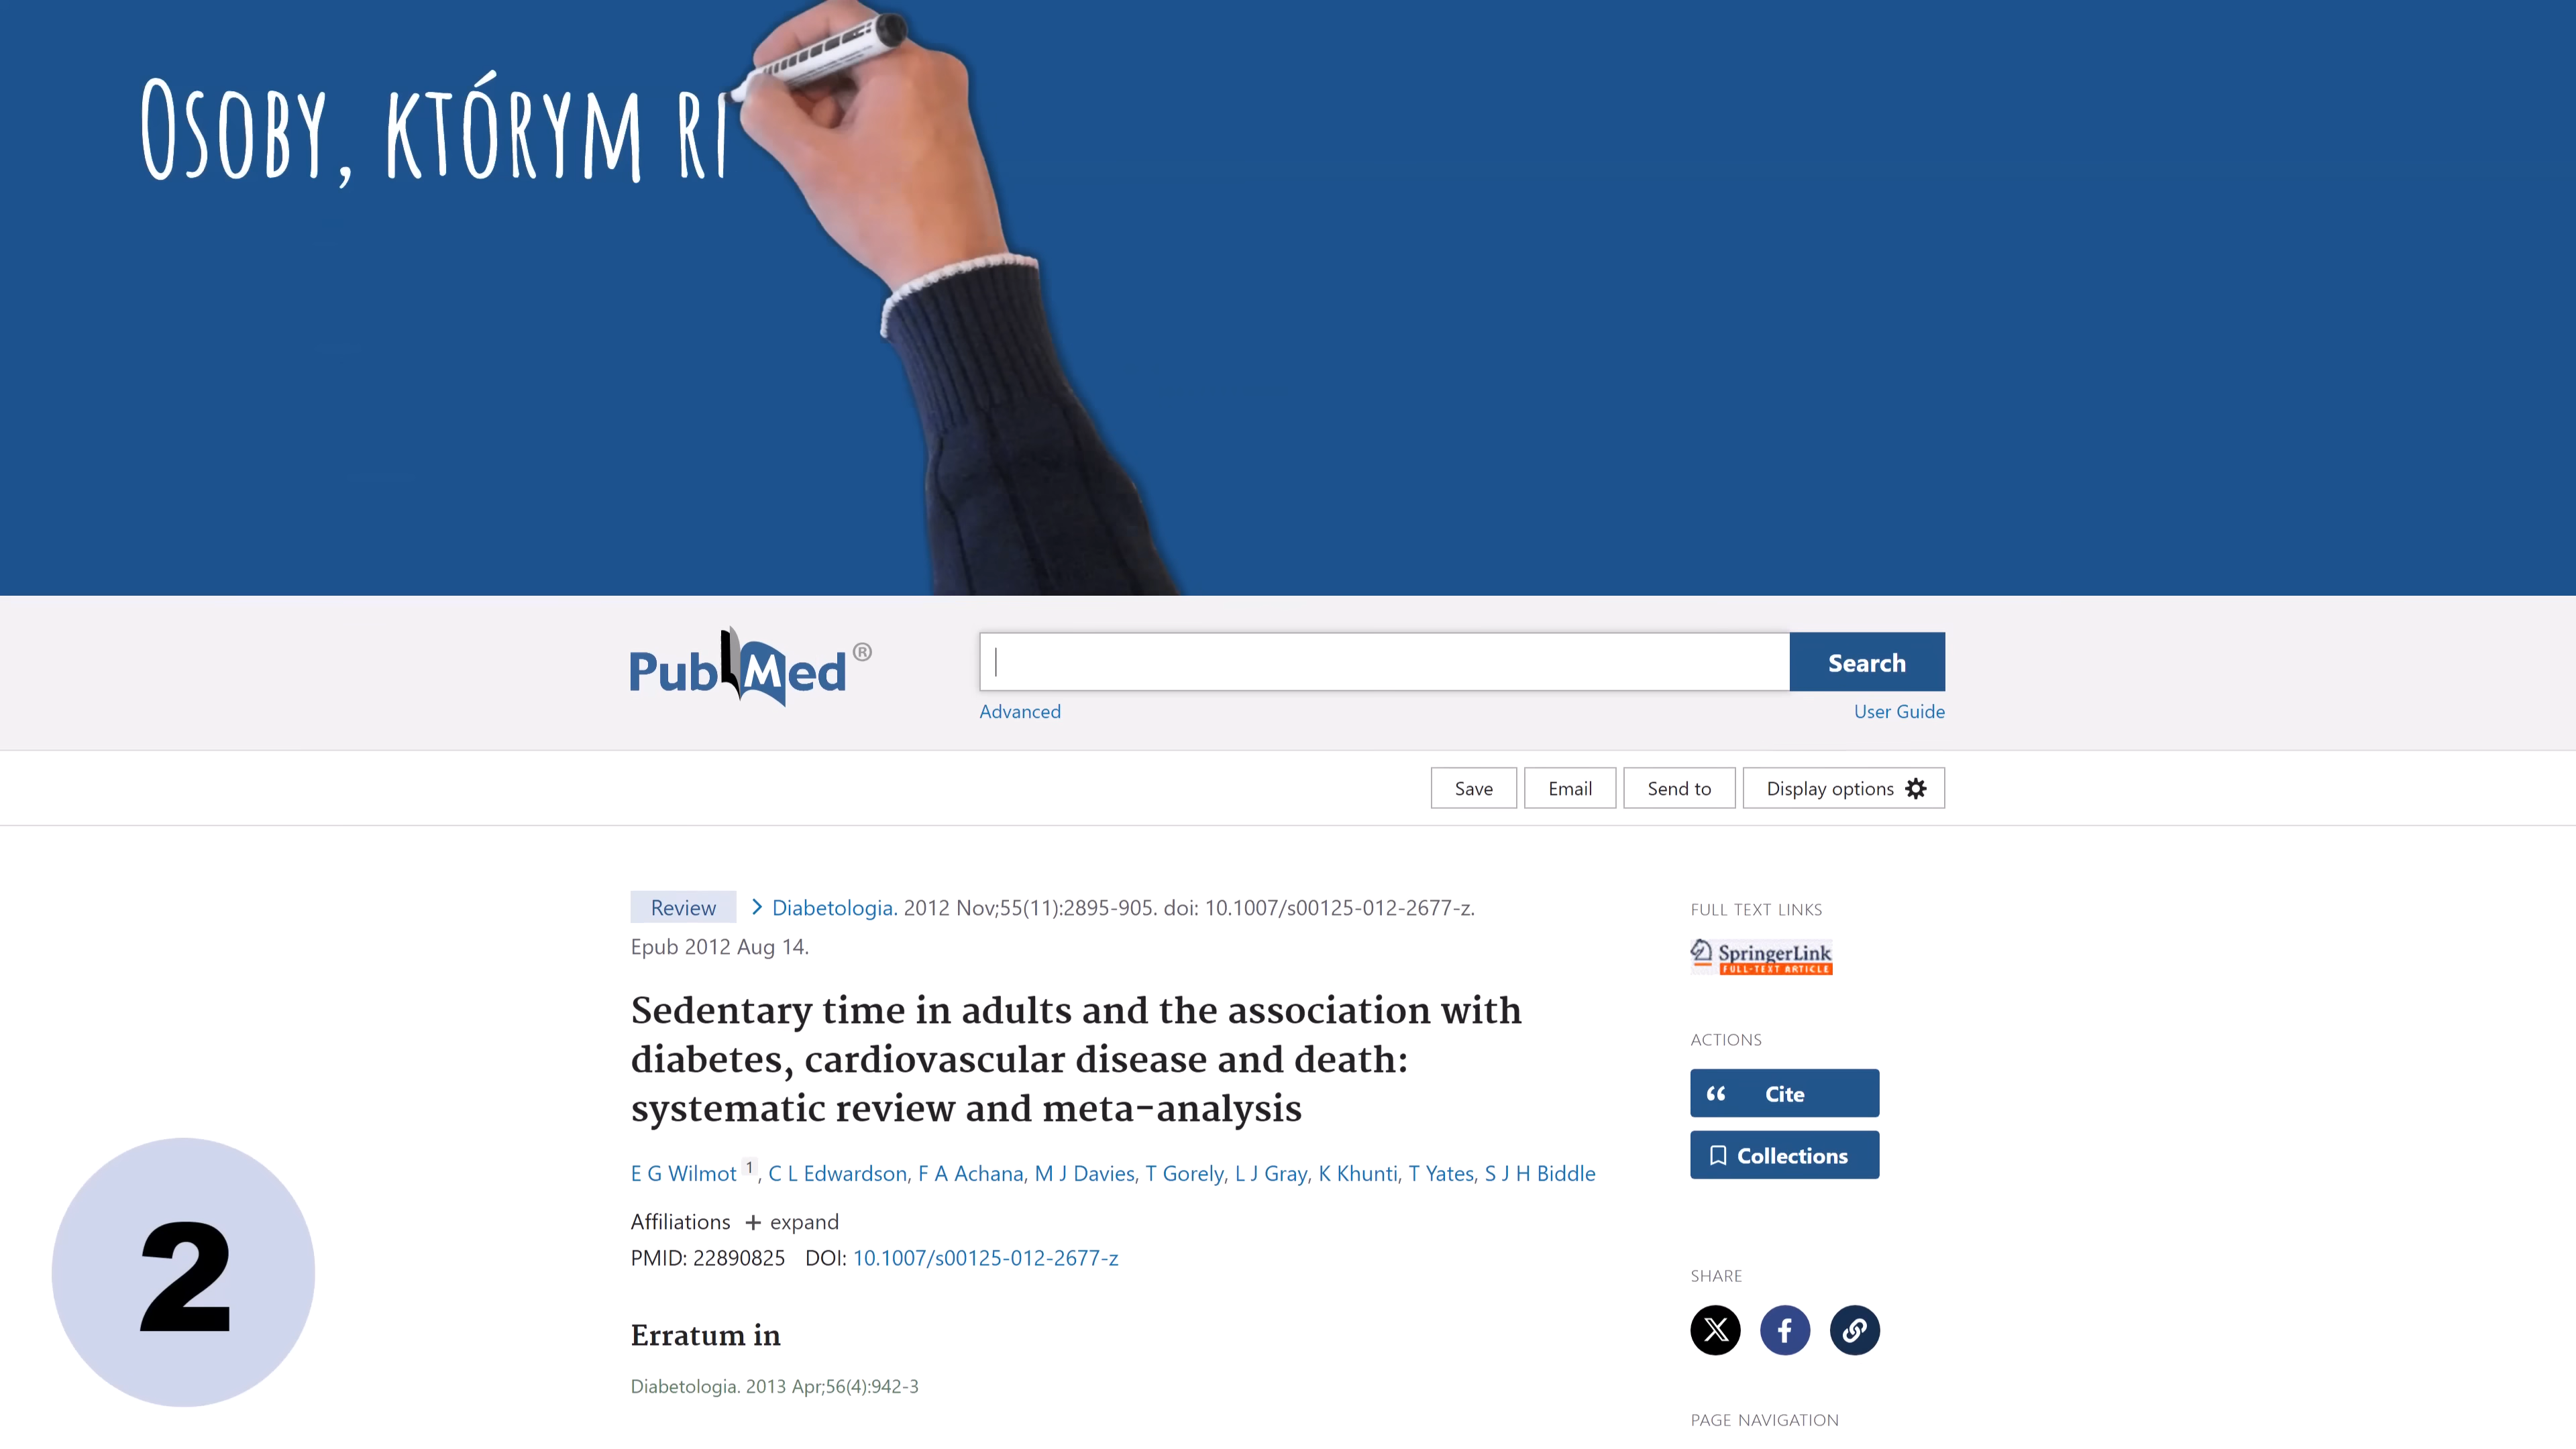 OSOBY, KTÓRYM RI
PubMed®
Search
Advanced
User Guide
Save
Email
Send to
Display options
Review
Diabetologia. 2012 Nov;55(11):2895-905. doi: 10.1007/s00125-012-2677-z.
Epub 2012 Aug 14.
Sedentary time in adults and the association with
diabetes, cardiovascular disease and death:
systematic review and meta-analysis
E G Wilmot 1, C L Edwardson, F A Achana, M J Davies, T Gorely, L J Gray, K Khunti, T Yates, S J H Biddle
Affiliations + expand
PMID: 22890825 DOI: 10.1007/s00125-012-2677-z
Erratum in
Diabetologia. 2013 Apr;56(4):942-3
FULL TEXT LINKS
SpringerLink
FULL-TEXT ARTICLE
ACTIONS
Cite
Collections
SHARE
PAGE NAVIGATION
2